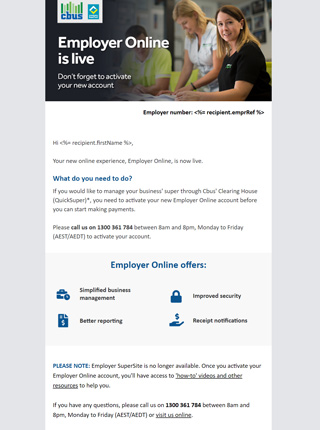 cbus
Employer Online
is live
Don't forget to activate
your new account
Employer number: <%= recipient.emprRef %>
Hi <%= recipient.firstName %>,
Your new online experience, Employer Online, is now live.
What do you need to do?
If you would like to manage your business' super through Cbus' Clearing House
(QuickSuper)*, you need to activate your new Employer Online account before
you can start making payments.
Please call us on 1300 361 784 between 8am and 8pm, Monday to Friday
(AEST/AEDT) to activate your account.
Employer Online offers:
Simplified business
management
Improved security
Better reporting
Receipt notifications
PLEASE NOTE: Employer SuperSite is no longer available. Once you activate your
Employer Online account, you'll have access to 'how-to' videos and other
resources to help you.
If you have any questions, please call us on 1300 361 784 between 8am and
8pm, Monday to Friday (AEST/AEDT) or visit us online.